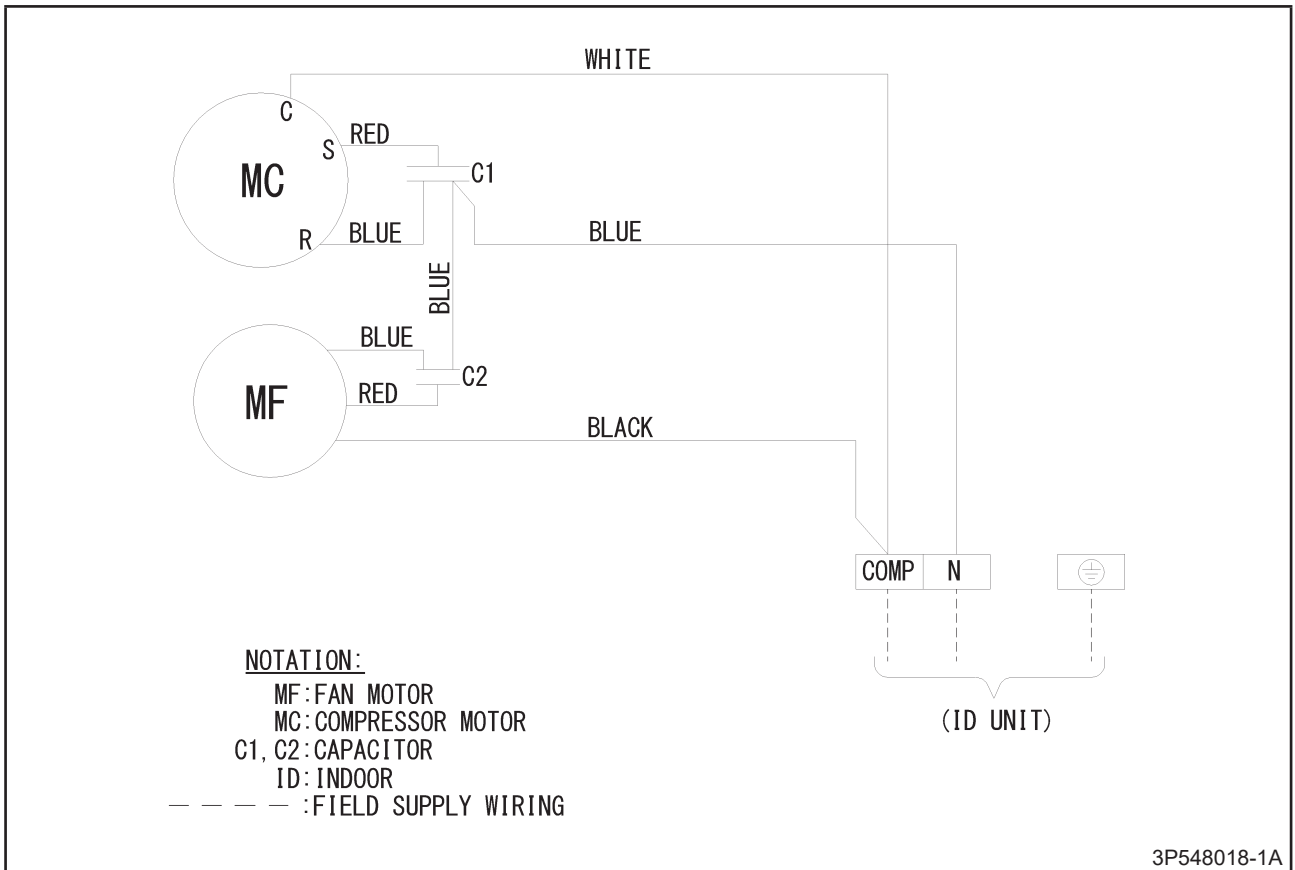 WHITE
C
S
RED
MC
C1
R
BLUE
BLUE
BLUE
BLUE
C2
MF
RED
BLACK
COMP
N
NOTATION:
MF:FAN MOTOR
MC:COMPRESSOR MOTOR
C1, C2:CAPACITOR
ID:INDOOR
:FIELD SUPPLY WIRING
(ID UNIT)
3P548018-1A